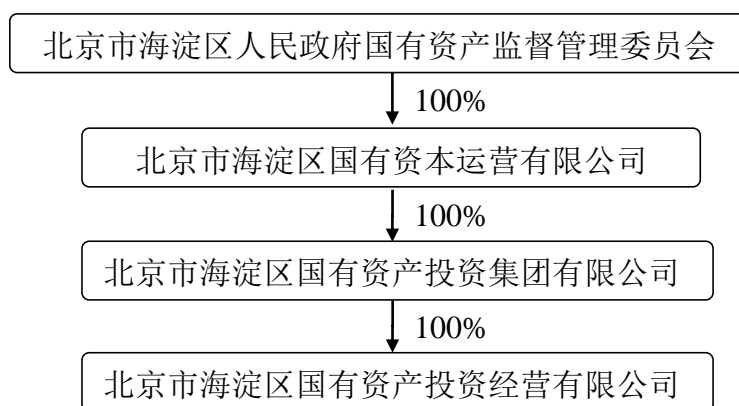 北京市海淀区人民政府国有资产监督管理委员会
100%
北京市海淀区国有资本运营有限公司
100%
北京市海淀区国有资产投资集团有限公司
100%
北京市海淀区国有资产投资经营有限公司